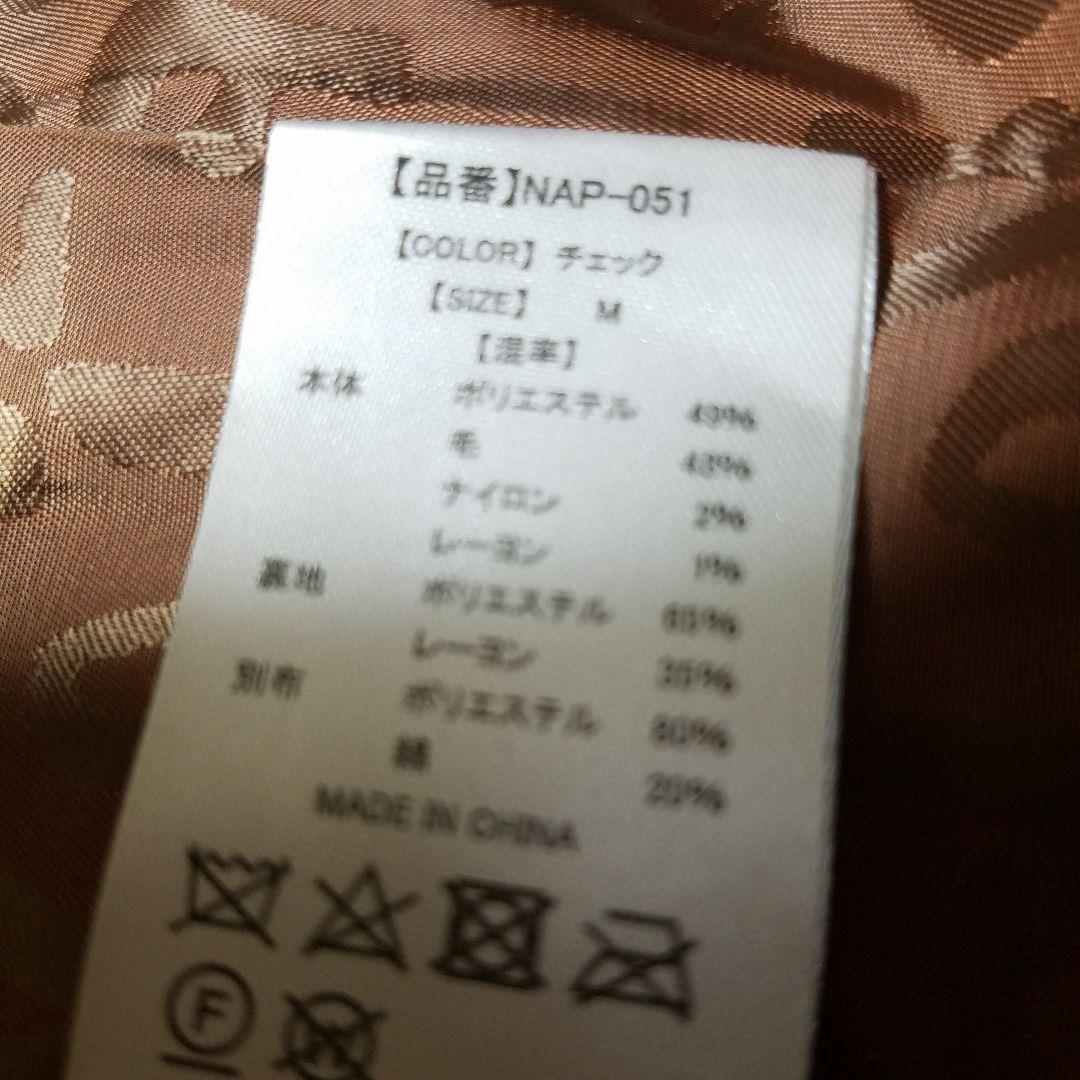 【品番】NAP-051
【COLOR】チェック
【SIZE】 M
【混率】
本体 ポリエステル 49%
毛 48%
ナイロン 2%
レーヨン 1%
裏地 ポリエステル 65%
レーヨン 35%
別布 ポリエステル 80%
綿 20%
MADE IN CHINA
F